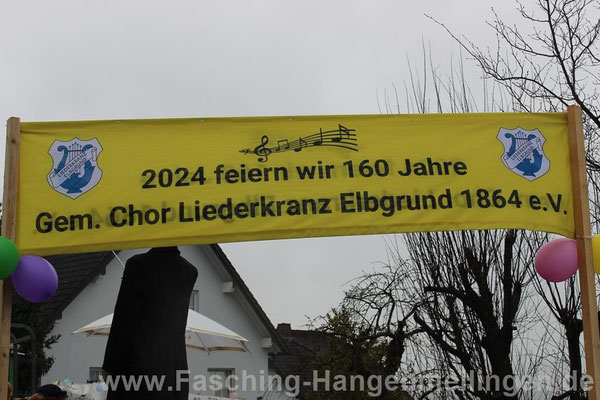 2024 feiern wir 160 Jahre
Gem. Chor Liederkranz Elbgrund 1864 e.V.
www.Fasching-Hangenmeilingen.de